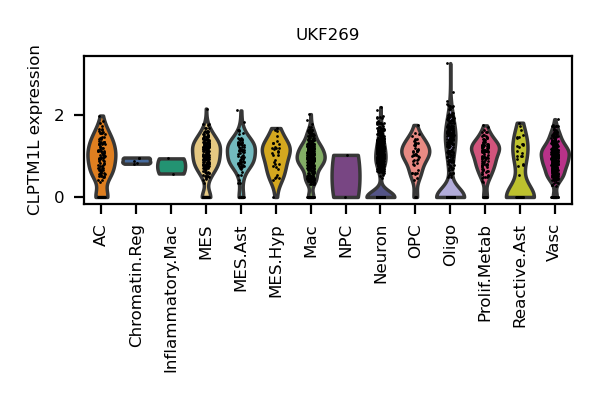 UKF269
CLPTM1L expression
2
0
AC
Chromatin.Reg
Inflammatory.Mac
MES
MES.Ast
MES.Hyp
Mac
NPC
Neuron
OPC
Oligo
Prolif.Metab
Reactive.Ast
Vasc